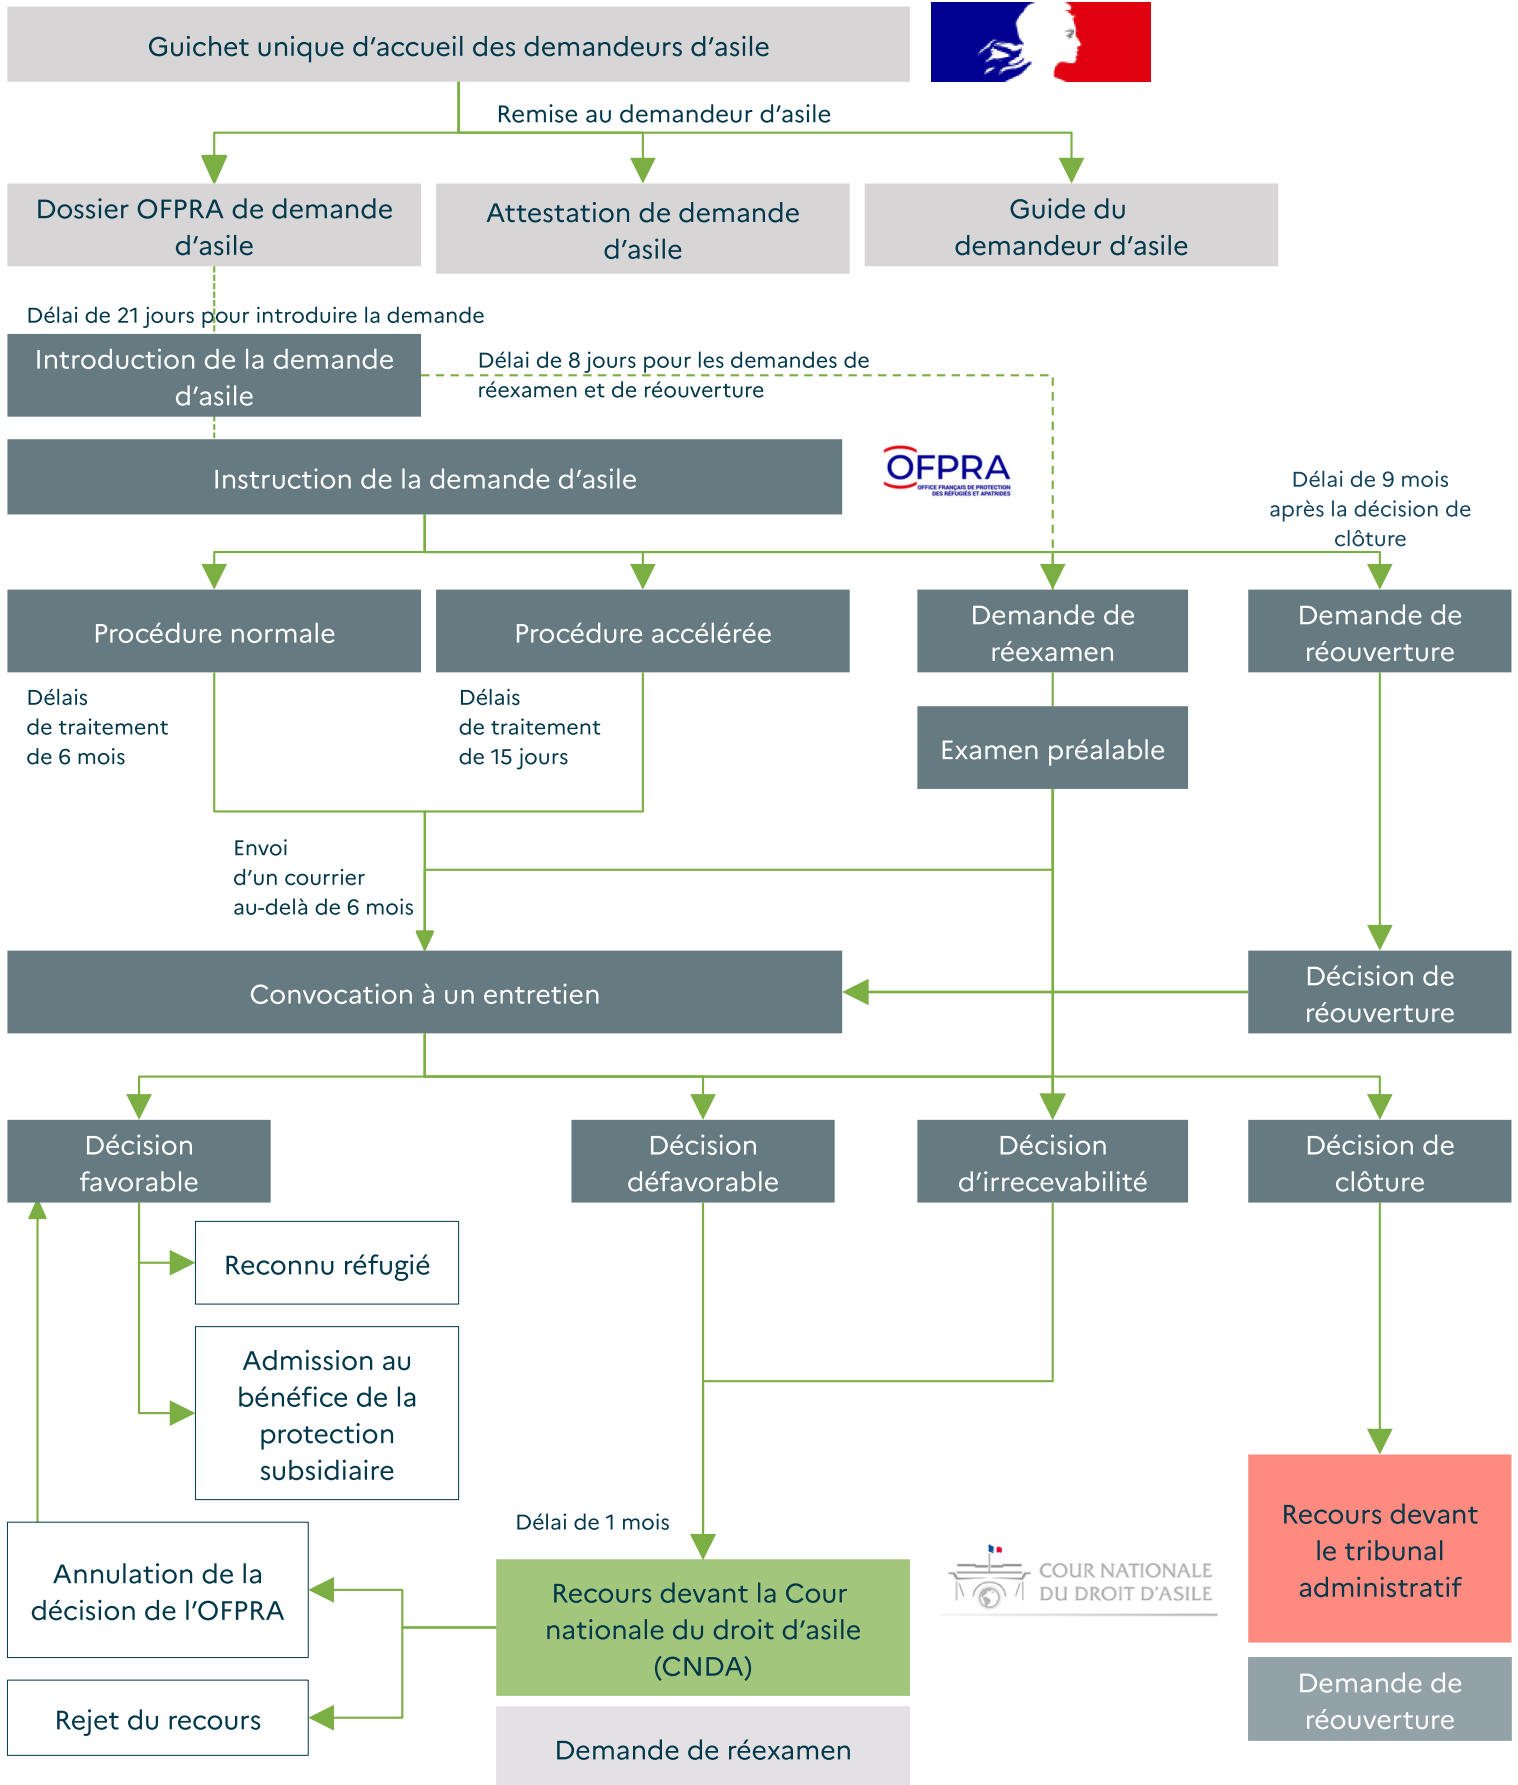 Guichet unique d’accueil des demandeurs d’asile
Remise au demandeur d’asile
Dossier OFPRA de demande
d’asile
Attestation de demande
d’asile
Guide du
demandeur d’asile
Délai de 21 jours pour introduire la demande
Introduction de la demande
d’asile
Délai de 8 jours pour les demandes de
réexamen et de réouverture
Instruction de la demande d’asile
OFPRA
OFFICE FRANÇAIS DE PROTECTION
DES RÉFUGIÉS ET APATRIDES
Délai de 9 mois
après la décision de
clôture
Procédure normale
Procédure accélérée
Demande de
réexamen
Demande de
réouverture
Délais
de traitement
de 6 mois
Délais
de traitement
de 15 jours
Examen préalable
Envoi
d’un courrier
au-delà de 6 mois
Convocation à un entretien
Décision de
réouverture
Décision
favorable
Décision
défavorable
Décision
d’irrecevabilité
Décision de
clôture
Reconnu réfugié
Admission au
bénéfice de la
protection
subsidiaire
Délai de 1 mois
Recours devant
le tribunal
administratif
Annulation de la
décision de l’OFPRA
Recours devant la Cour
nationale du droit d’asile
(CNDA)
COUR NATIONALE
DU DROIT D’ASILE
Rejet du recours
Demande de réexamen
Demande de
réouverture